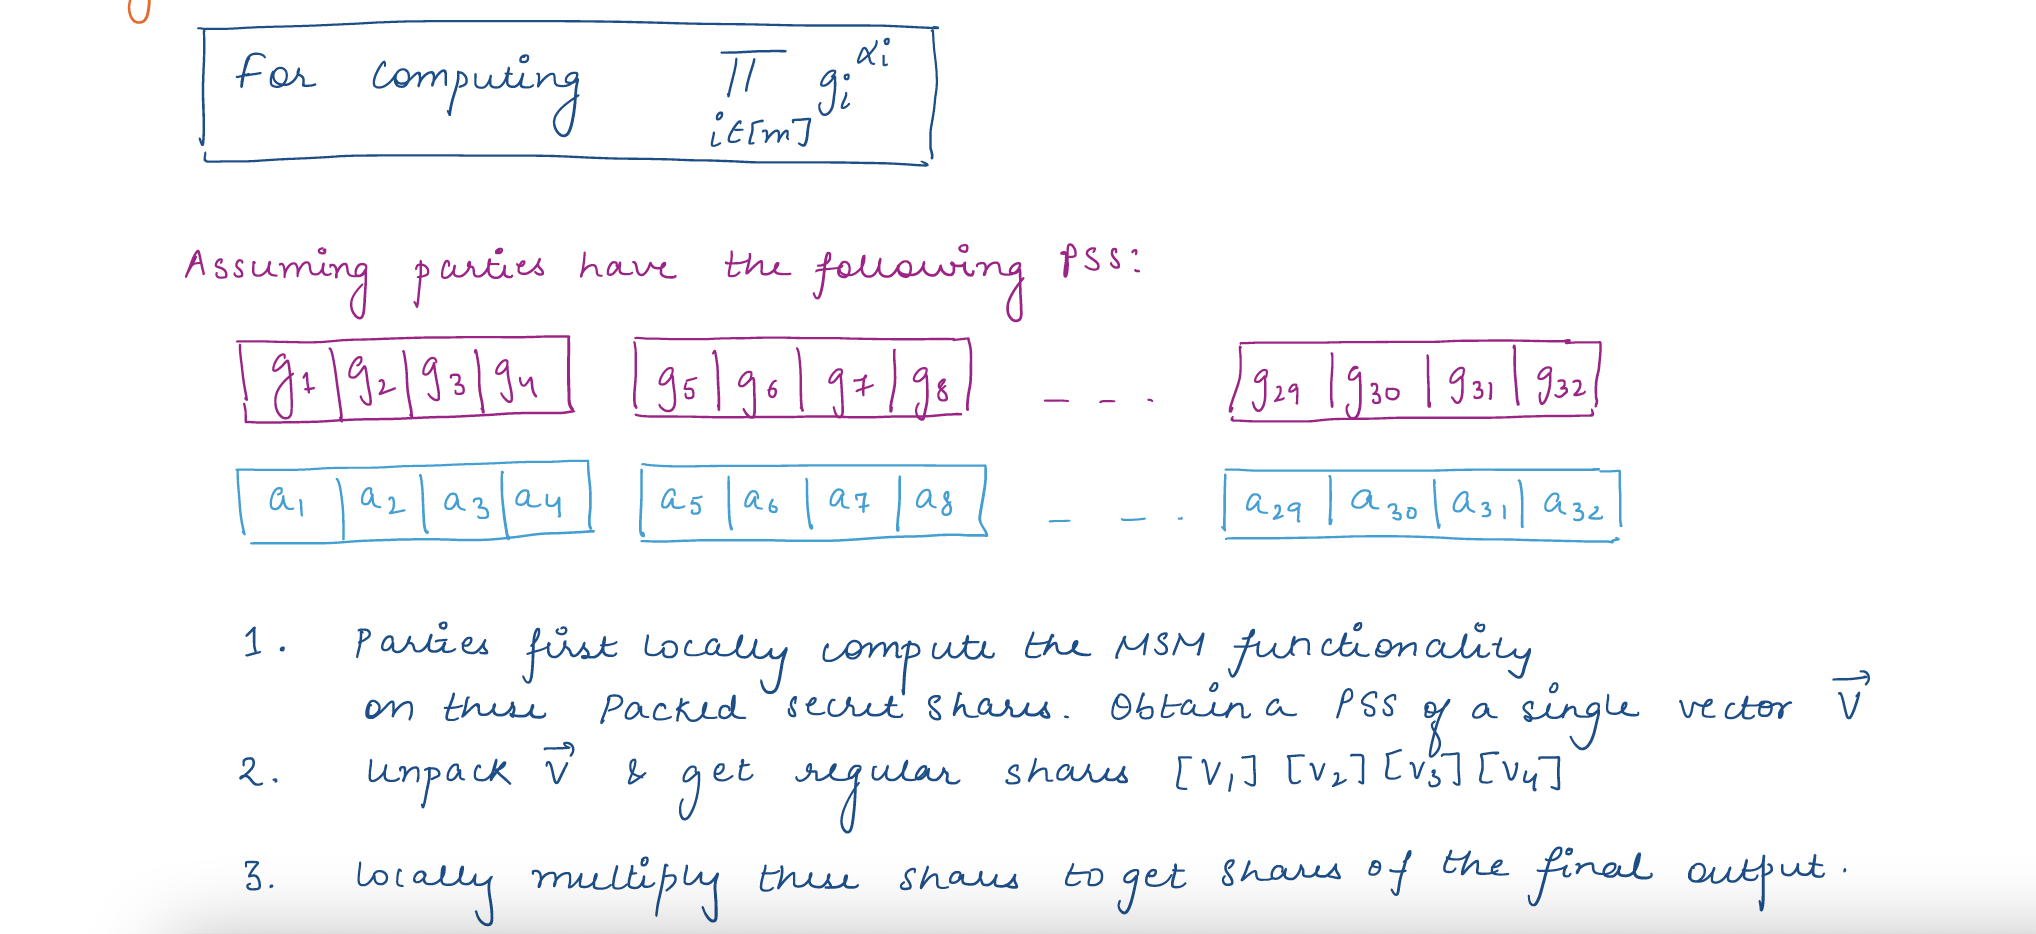 For computing ∏ gᵢ^αᵢ
i∈[m]
Assuming parties have the following PSS:
g1 | g2 | g3 | g4   g5 | g6 | g7 | g8   - - -   g29 | g30 | g31 | g32
a1 | a2 | a3 | a4   a5 | a6 | a7 | a8   - - -   a29 | a30 | a31 | a32
1. Parties first locally compute the MSM functionality
on these Packed secret shares. Obtain a PSS of a single vector v⃗
2. Unpack v⃗ & get regular shares [v1] [v2] [v3] [v4]
3. locally multiply these shares to get shares of the final output.